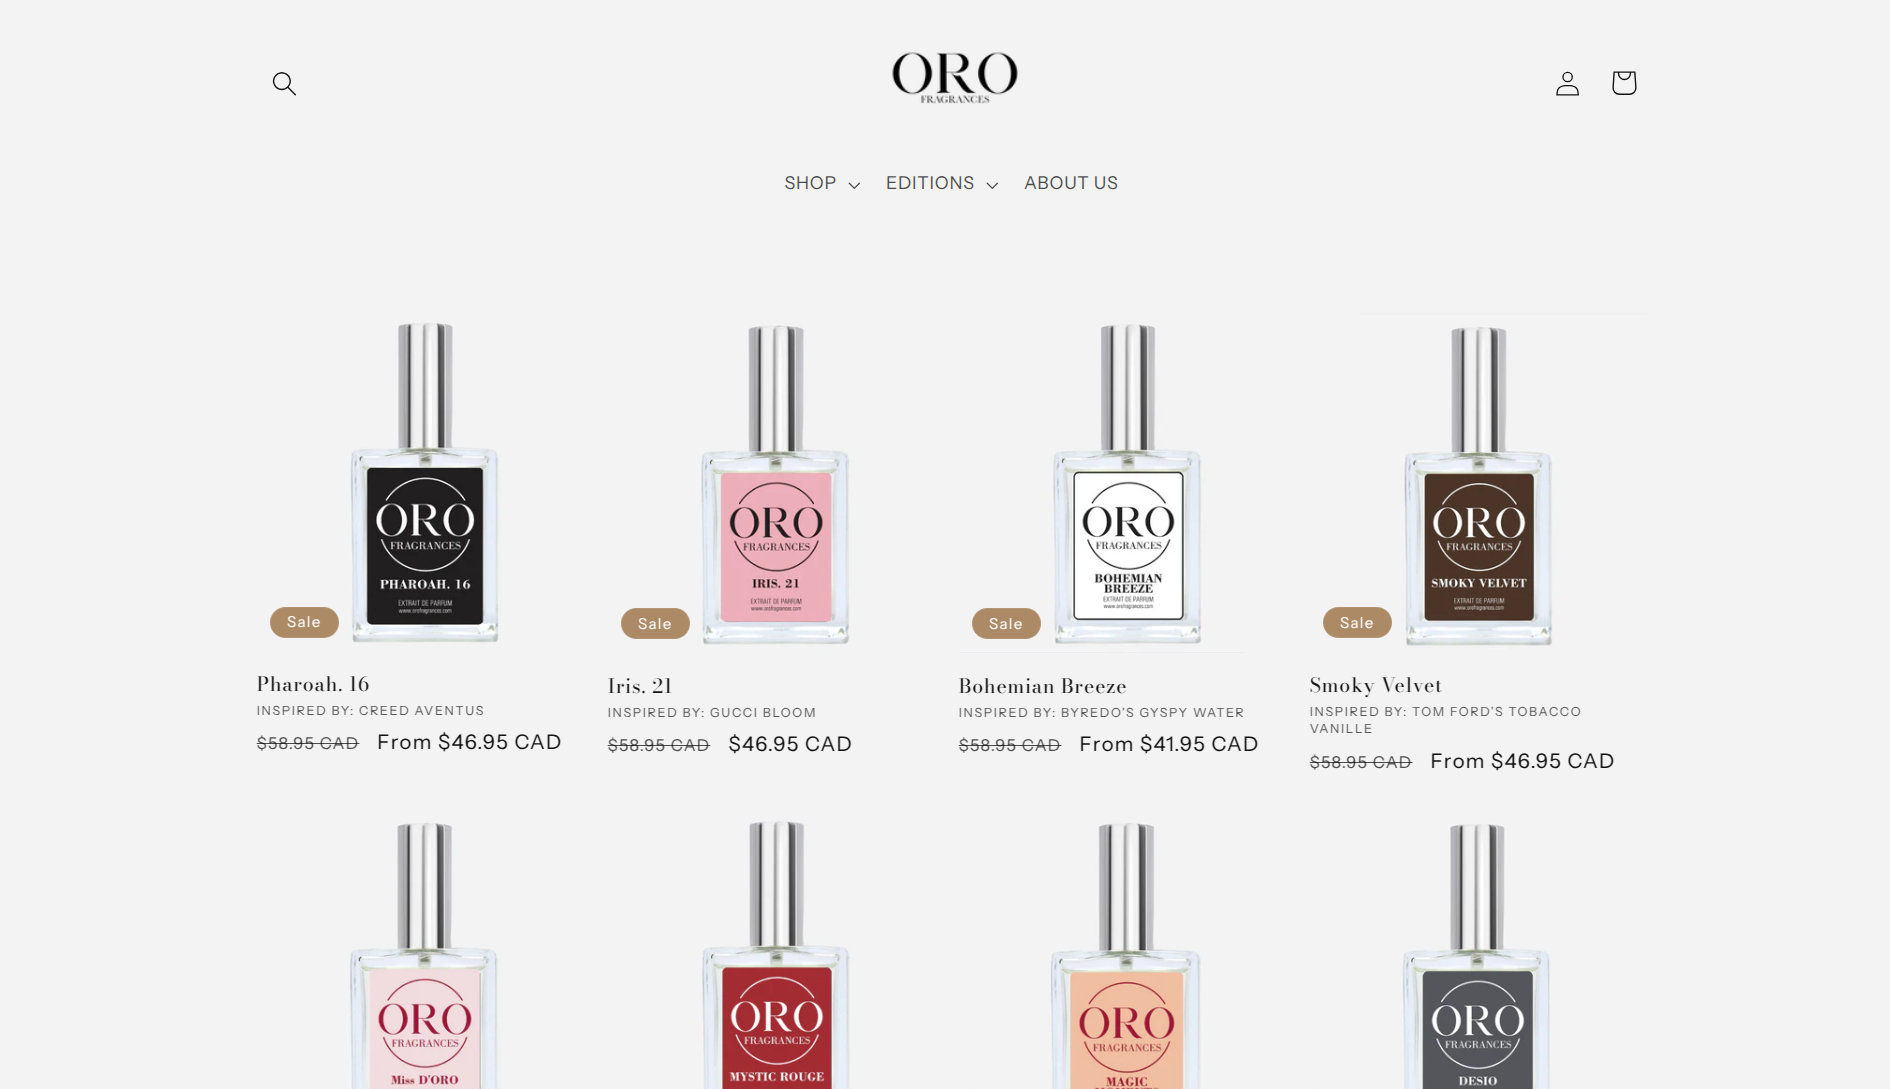 ORO
FRAGRANCES
SHOP
EDITIONS
ABOUT US
ORO
FRAGRANCES
PHAROAH. 16
EXTRAIT DE PARFUM
www.orofragrances.com
Sale
Pharoah. 16
INSPIRED BY: CREED AVENTUS
$58.95 CAD From $46.95 CAD
ORO
FRAGRANCES
IRIS. 21
EXTRAIT DE PARFUM
www.orofragrances.com
Sale
Iris. 21
INSPIRED BY: GUCCI BLOOM
$58.95 CAD $46.95 CAD
ORO
FRAGRANCES
BOHEMIAN
BREEZE
EXTRAIT DE PARFUM
www.orofragrances.com
Sale
Bohemian Breeze
INSPIRED BY: BYREDO'S GYSPY WATER
$58.95 CAD From $41.95 CAD
ORO
FRAGRANCES
SMOKY VELVET
EXTRAIT DE PARFUM
www.orofragrances.com
Sale
Smoky Velvet
INSPIRED BY: TOM FORD'S TOBACCO
VANILLE
$58.95 CAD From $46.95 CAD
ORO
FRAGRANCES
Miss D'ORO
ORO
FRAGRANCES
MYSTIC ROUGE
ORO
FRAGRANCES
MAGIC
ORO
FRAGRANCES
DESIO